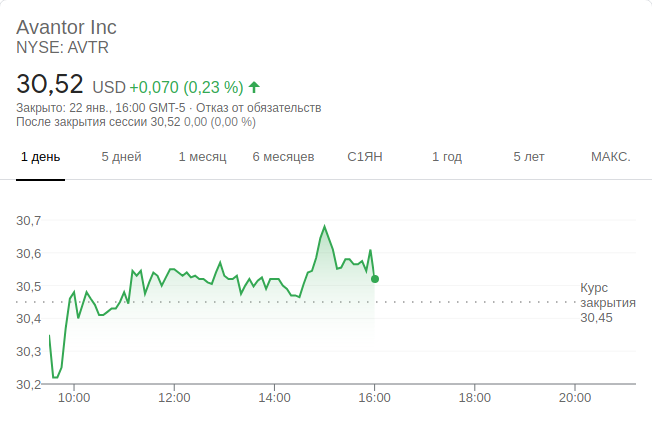 Avantor Inc
NYSE: AVTR
30,52 USD +0,070 (0,23 %)
Закрыто: 22 янв., 16:00 GMT-5 · Отказ от обязательств
После закрытия сессии 30,52 0,00 (0,00 %)
1 день 5 дней 1 месяц 6 месяцев С1ЯН 1 год 5 лет МАКС.
30,7
30,6
30,5
30,4
30,3
30,2
Курс
закрытия
30,45
10:00 12:00 14:00 16:00 18:00 20:00